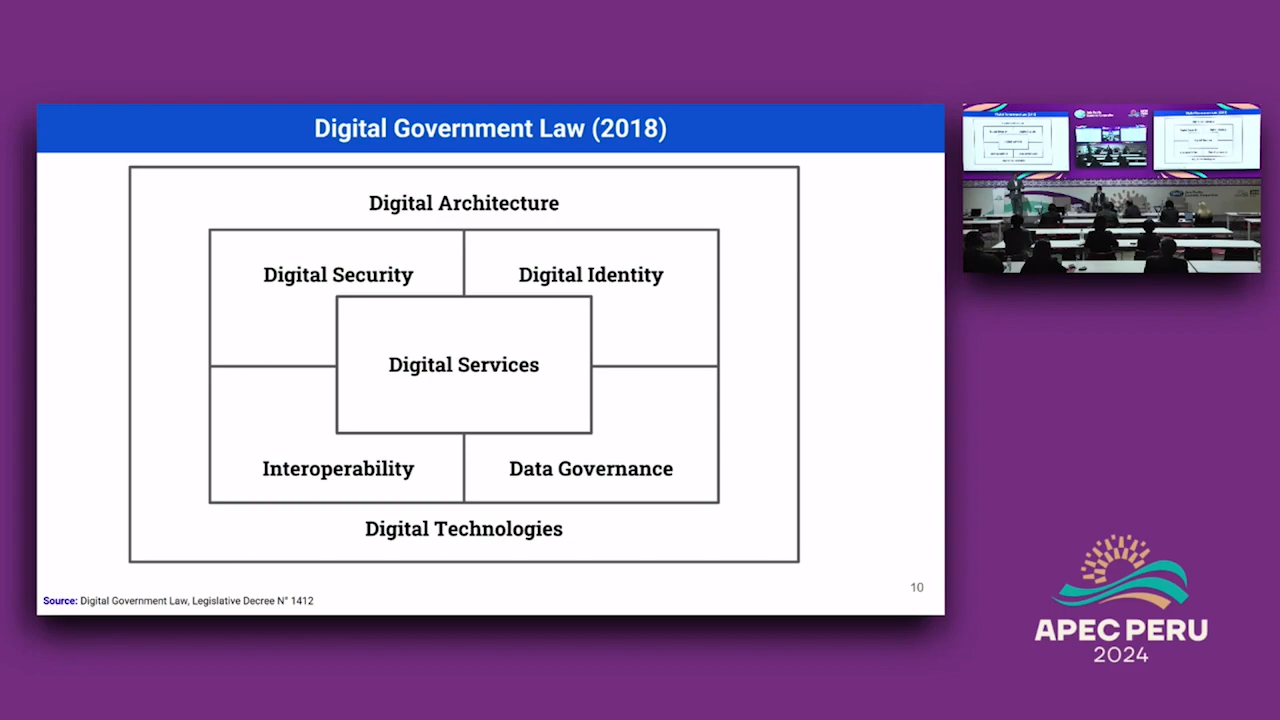 Digital Government Law (2018)
Digital Architecture
Digital Security
Digital Identity
Digital Services
Interoperability
Data Governance
Digital Technologies
Source: Digital Government Law, Legislative Decree N° 1412
10
APEC PERU
2024